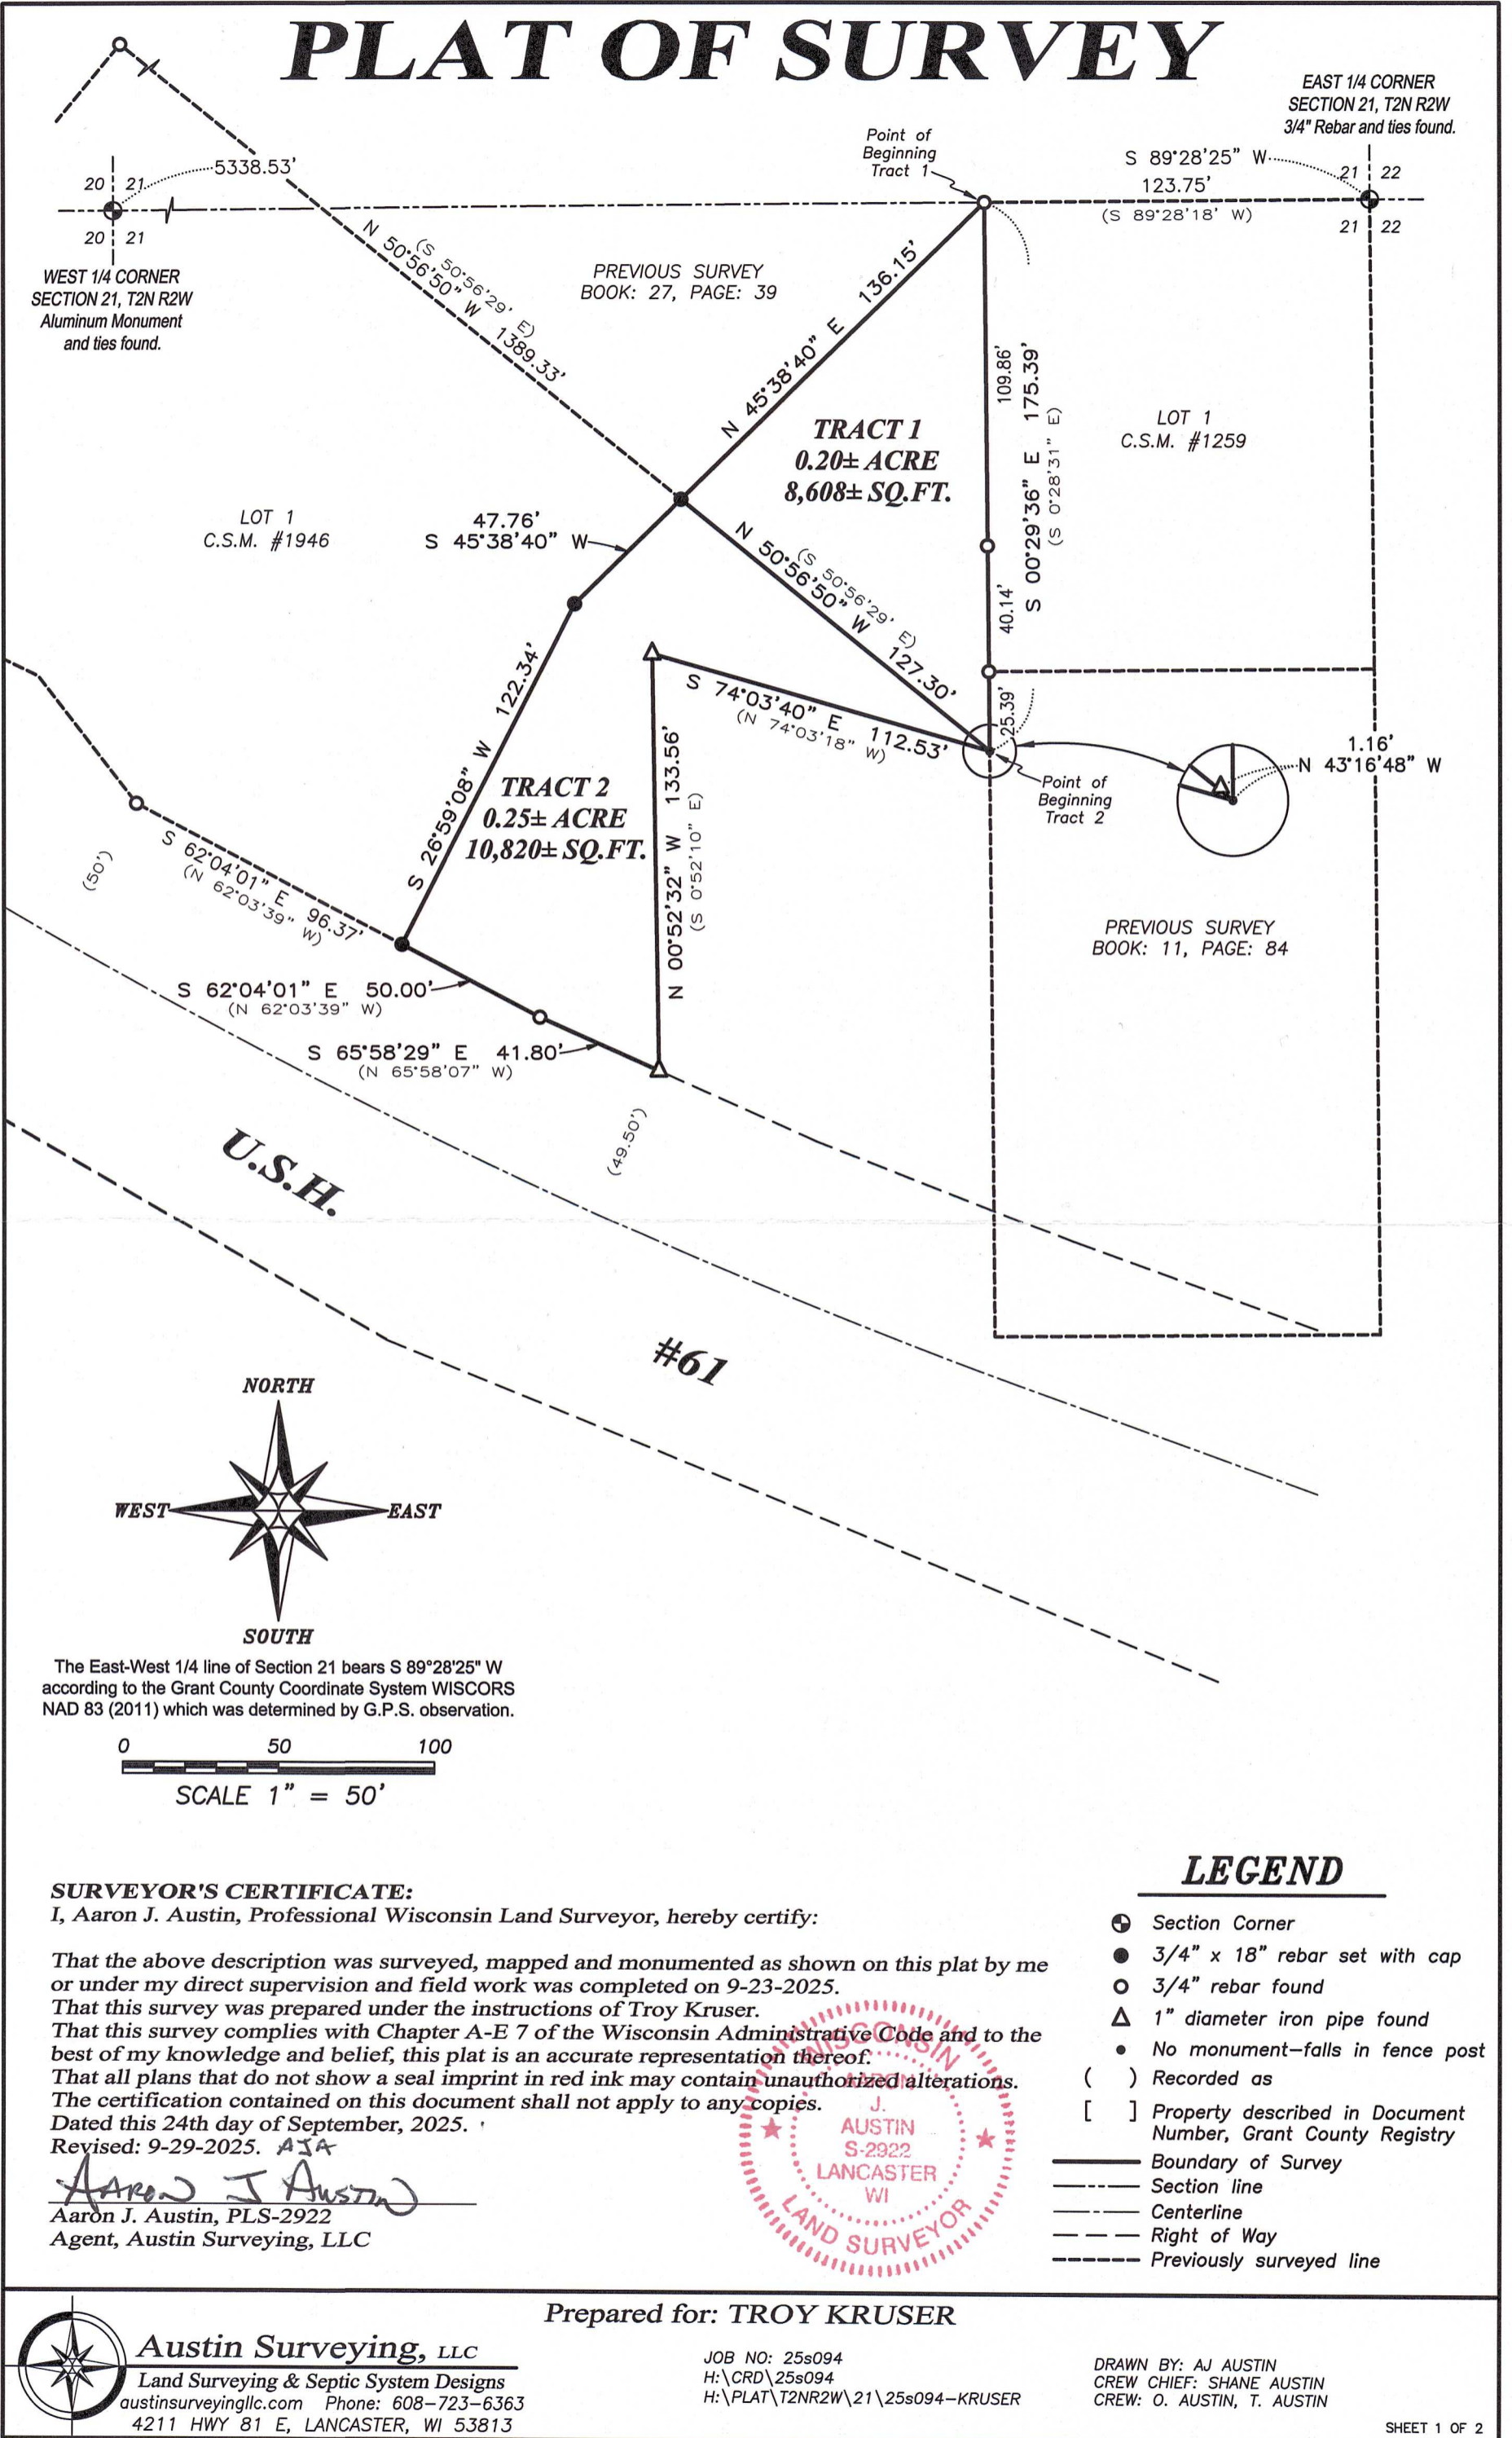 PLAT OF SURVEY
EAST 1/4 CORNER
SECTION 21, T2N R2W
3/4" Rebar and ties found.
Point of
Beginning
Tract 1
S 89°28'25" W
123.75'
(S 89°28'18' W)
21 22
21 22
5338.53'
20 21
20 21
WEST 1/4 CORNER
SECTION 21, T2N R2W
Aluminum Monument
and ties found.
(S 50°56'29' E)
N 50°56'50" W 1389.33'
PREVIOUS SURVEY
BOOK: 27, PAGE: 39
N 45°38'40" E 136.15'
109.86'
S 00°29'36" E 175.39'
(S 0°28'31" E)
TRACT 1
0.20± ACRE
8,608± SQ.FT.
LOT 1
C.S.M. #1259
LOT 1
C.S.M. #1946
47.76'
S 45°38'40" W
(S 50°56'29' E)
N 50°56'50" W 127.30'
40.14'
25.39'
S 74°03'40" E 112.53'
(N 74°03'18" W)
S 26°59'08" W 122.34'
N 00°52'32" W 133.56'
(S 0°52'10" E)
TRACT 2
0.25± ACRE
10,820± SQ.FT.
Point of
Beginning
Tract 2
1.16'
N 43°16'48" W
(50')
S 62°04'01" E 96.37'
(N 62°03'39" W)
PREVIOUS SURVEY
BOOK: 11, PAGE: 84
S 62°04'01" E 50.00'
(N 62°03'39" W)
S 65°58'29" E 41.80'
(N 65°58'07" W)
(49.50')
U.S.H.
#61
NORTH
WEST
EAST
SOUTH
The East-West 1/4 line of Section 21 bears S 89°28'25" W
according to the Grant County Coordinate System WISCORS
NAD 83 (2011) which was determined by G.P.S. observation.
0 50 100
SCALE 1" = 50'
SURVEYOR'S CERTIFICATE:
I, Aaron J. Austin, Professional Wisconsin Land Surveyor, hereby certify:
That the above description was surveyed, mapped and monumented as shown on this plat by me
or under my direct supervision and field work was completed on 9-23-2025.
That this survey was prepared under the instructions of Troy Kruser.
That this survey complies with Chapter A-E 7 of the Wisconsin Administrative Code and to the
best of my knowledge and belief, this plat is an accurate representation thereof.
That all plans that do not show a seal imprint in red ink may contain unauthorized alterations.
The certification contained on this document shall not apply to any copies.
Dated this 24th day of September, 2025.
Revised: 9-29-2025. AJA
Aaron J Austin
Aaron J. Austin, PLS-2922
Agent, Austin Surveying, LLC
WISCONSIN
AARON
J.
AUSTIN
S-2922
LANCASTER
WI
LAND SURVEYOR
LEGEND
Section Corner
3/4" x 18" rebar set with cap
3/4" rebar found
1" diameter iron pipe found
No monument-falls in fence post
( ) Recorded as
[ ] Property described in Document
Number, Grant County Registry
Boundary of Survey
Section line
Centerline
Right of Way
Previously surveyed line
Prepared for: TROY KRUSER
Austin Surveying, LLC
Land Surveying & Septic System Designs
austinsurveyingllc.com Phone: 608-723-6363
4211 HWY 81 E, LANCASTER, WI 53813
JOB NO: 25s094
H:\CRD\25s094
H:\PLAT\T2NR2W\21\25s094-KRUSER
DRAWN BY: AJ AUSTIN
CREW CHIEF: SHANE AUSTIN
CREW: O. AUSTIN, T. AUSTIN
SHEET 1 OF 2